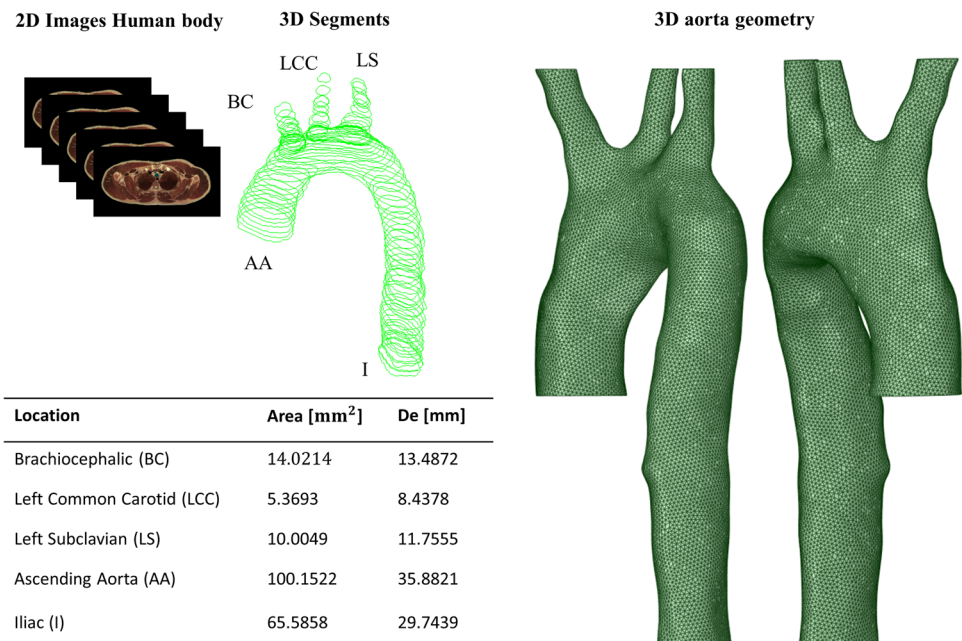 2D Images Human body
3D Segments
3D aorta geometry
LCC
LS
BC
AA
I
Location Area [mm²] De [mm]
Brachiocephalic (BC) 14.0214 13.4872
Left Common Carotid (LCC) 5.3693 8.4378
Left Subclavian (LS) 10.0049 11.7555
Ascending Aorta (AA) 100.1522 35.8821
Iliac (I) 65.5858 29.7439